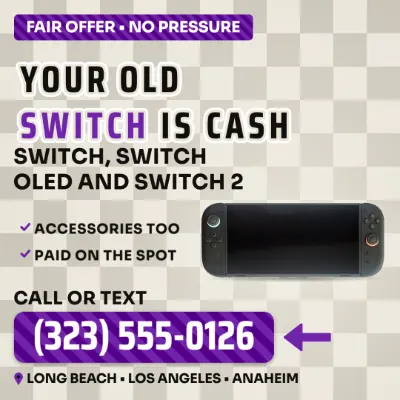 FAIR OFFER • NO PRESSURE
YOUR OLD
SWITCH IS CASH
SWITCH, SWITCH
OLED AND SWITCH 2
ACCESSORIES TOO
PAID ON THE SPOT
CALL OR TEXT
(323) 555-0126
LONG BEACH • LOS ANGELES • ANAHEIM